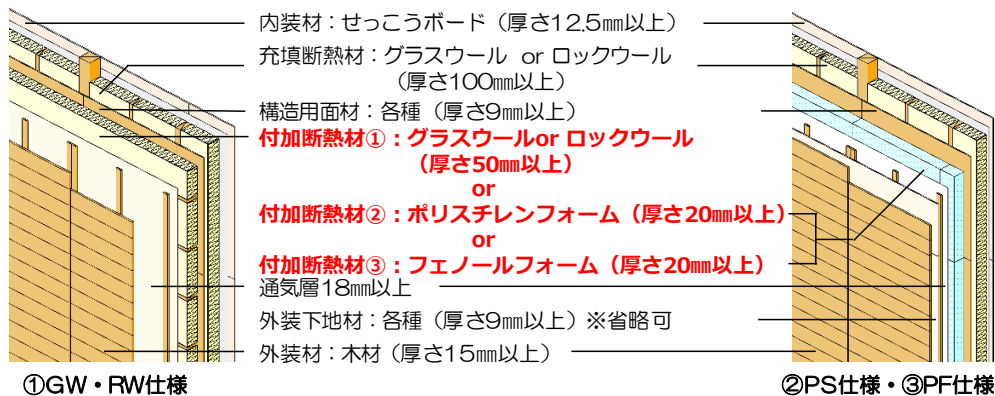 内装材：せっこうボード（厚さ12.5㎜以上）
充填断熱材：グラスウール or ロックウール
（厚さ100㎜以上）
構造用面材：各種（厚さ9㎜以上）
付加断熱材①：グラスウールor ロックウール
（厚さ50㎜以上）
or
付加断熱材②：ポリスチレンフォーム（厚さ20㎜以上）
or
付加断熱材③：フェノールフォーム（厚さ20㎜以上）
通気層18㎜以上
外装下地材：各種（厚さ9㎜以上）※省略可
外装材：木材（厚さ15㎜以上）
①GW・RW仕様
②PS仕様・③PF仕様